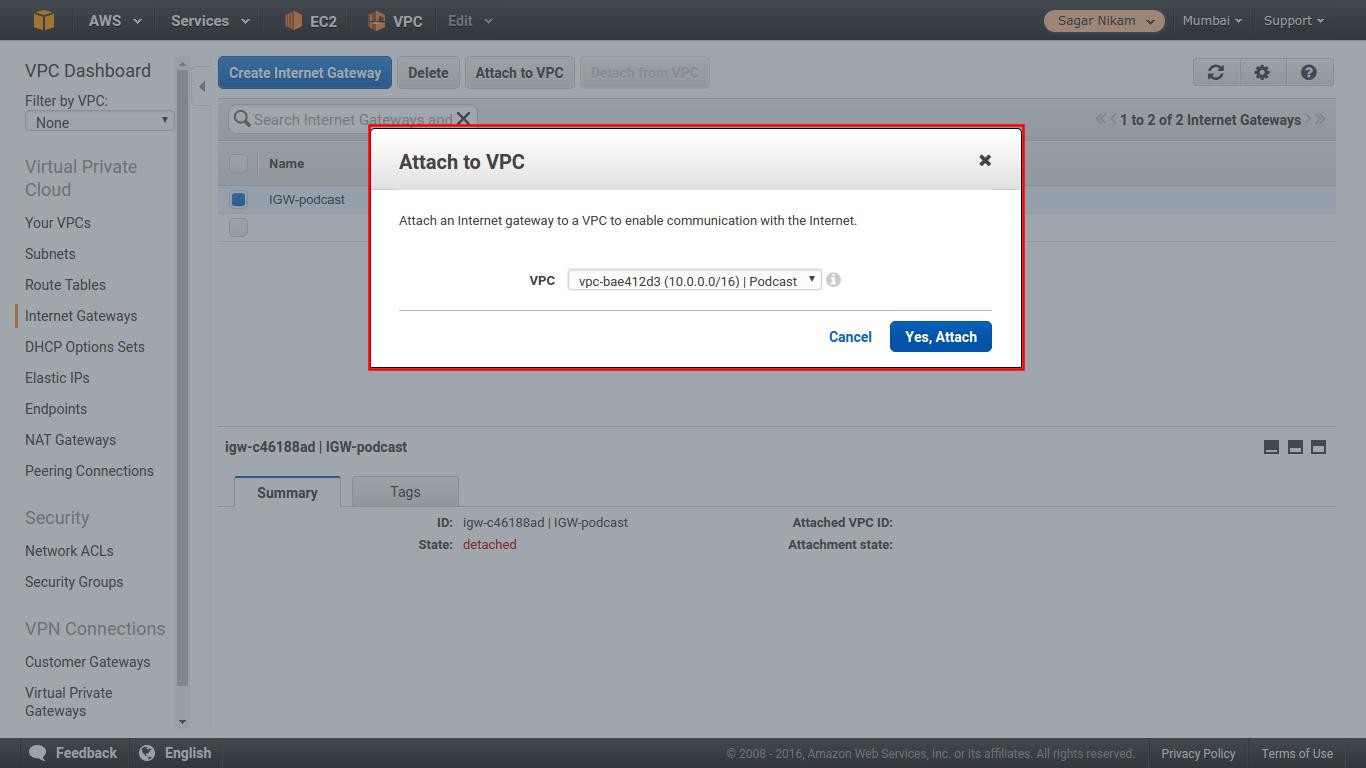 AWS Services EC2 VPC Edit Sagar Nikam Mumbai Support
VPC Dashboard
Filter by VPC:
None
Virtual Private
Cloud
Your VPCs
Subnets
Route Tables
Internet Gateways
DHCP Options Sets
Elastic IPs
Endpoints
NAT Gateways
Peering Connections
Security
Network ACLs
Security Groups
VPN Connections
Customer Gateways
Virtual Private
Gateways
Create Internet Gateway Delete Attach to VPC Detach from VPC
Search Internet Gateways and
1 to 2 of 2 Internet Gateways
Name
IGW-podcast
Attach to VPC
Attach an Internet gateway to a VPC to enable communication with the Internet.
VPC vpc-bae412d3 (10.0.0.0/16) | Podcast
Cancel Yes, Attach
igw-c46188ad | IGW-podcast
Summary Tags
ID: igw-c46188ad | IGW-podcast Attached VPC ID:
State: detached Attachment state:
Feedback English © 2008 - 2016, Amazon Web Services, Inc. or its affiliates. All rights reserved. Privacy Policy Terms of Use